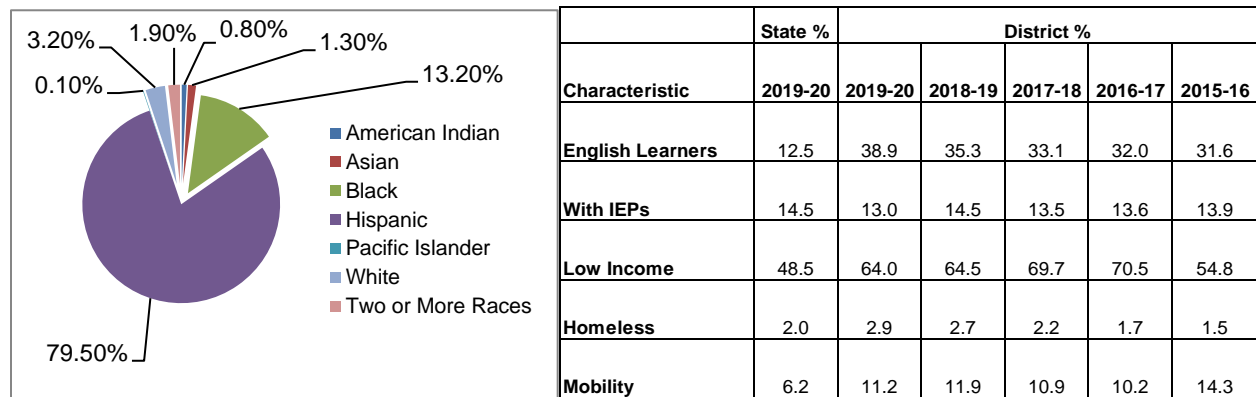 3.20%
1.90%
0.80%
1.30%
0.10%
13.20%
American Indian
Asian
Black
Hispanic
Pacific Islander
White
Two or More Races
79.50%
State % District %
Characteristic 2019-20 2019-20 2018-19 2017-18 2016-17 2015-16
English Learners 12.5 38.9 35.3 33.1 32.0 31.6
With IEPs 14.5 13.0 14.5 13.5 13.6 13.9
Low Income 48.5 64.0 64.5 69.7 70.5 54.8
Homeless 2.0 2.9 2.7 2.2 1.7 1.5
Mobility 6.2 11.2 11.9 10.9 10.2 14.3